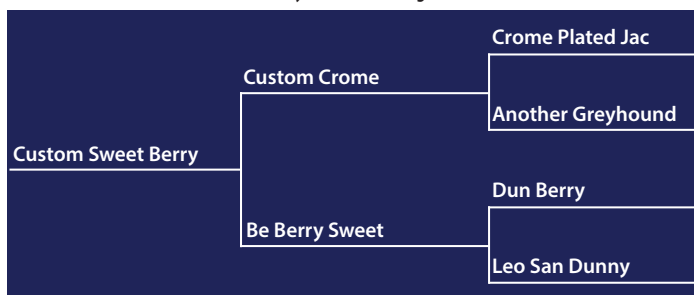 Crome Plated Jac
Custom Crome
Another Greyhound
Custom Sweet Berry
Dun Berry
Be Berry Sweet
Leo San Dunny